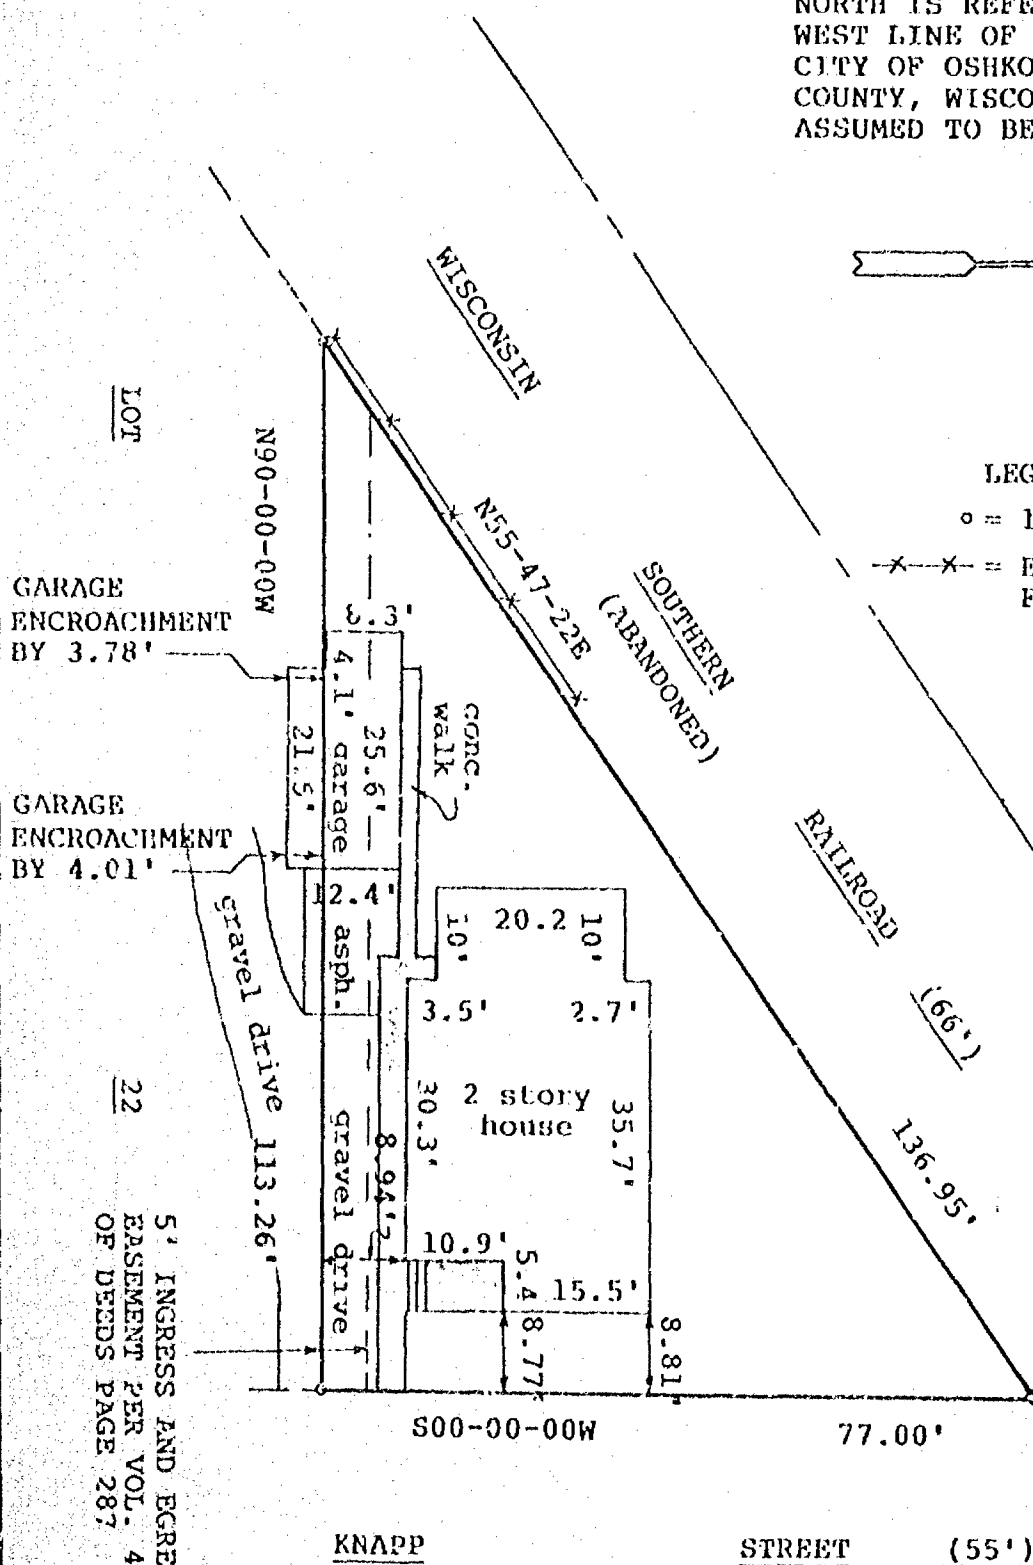 NORTH IS REFE
WEST LINE OF
CITY OF OSHKO
COUNTY, WISCO
ASSUMED TO BE
WISCONSIN
SOUTHERN
(ABANDONED)
RAILROAD
(66')
LEG
o =
-x—x- = E
LOT
N90-00-00W
N55-47-22E
136.95'
GARAGE
ENCROACHMENT
BY 3.78'
GARAGE
ENCROACHMENT
BY 4.01'
8.3'
4.1' garage
25.6'
21.5'
conc.
walk
12.4'
asph.
gravel drive
113.26'
gravel drive
8.94'
20.2
10'
10'
3.5'
2.7'
30.3'
2 story
house
35.7'
10.9'
5.4
15.5'
8.77'
8.81'
22
5' INGRESS AND EGRE
EASEMENT PER VOL. 4
OF DEEDS PAGE 287
S00-00-00W
77.00'
KNAPP STREET (55')